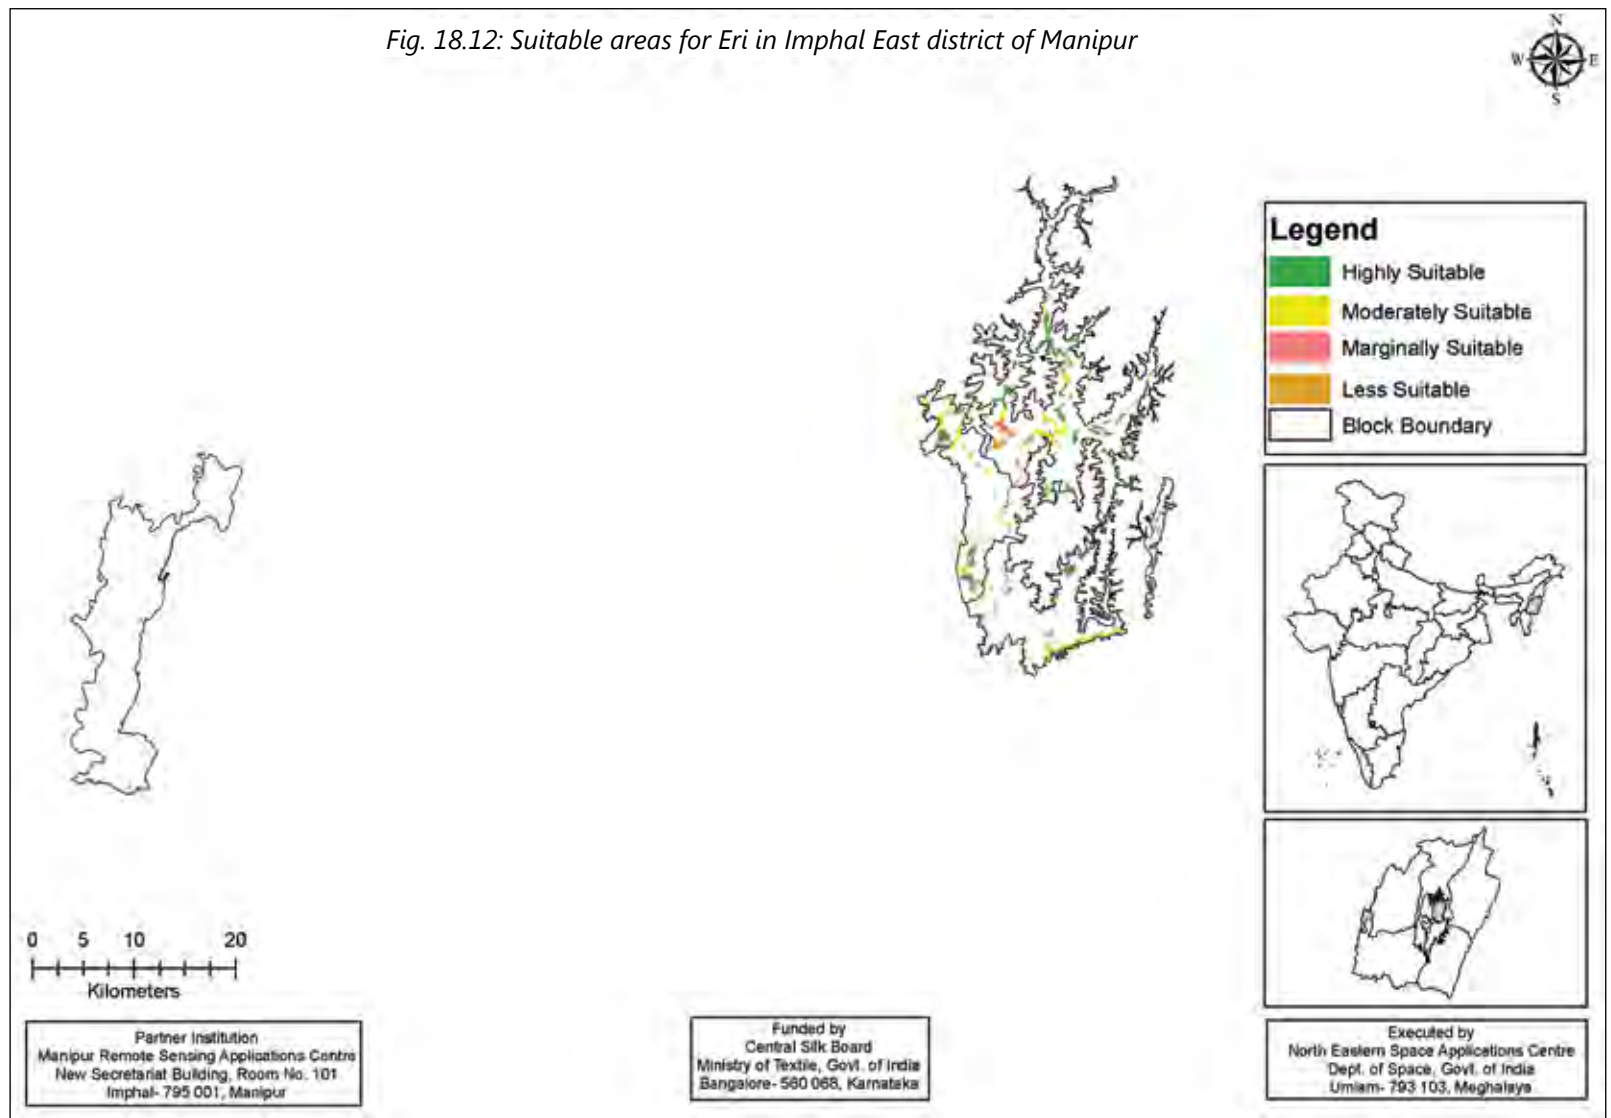 Fig. 18.12: Suitable areas for Eri in Imphal East district of Manipur
N
W E
S
Legend
Highly Suitable
Moderately Suitable
Marginally Suitable
Less Suitable
Block Boundary
0 5 10 20
Kilometers
Partner Institution
Manipur Remote Sensing Applications Centre
New Secretariat Building, Room No. 101
Imphal- 795 001, Manipur
Funded by
Central Silk Board
Ministry of Textile, Govt. of India
Bangalore- 560 068, Karnataka
Executed by
North Eastern Space Applications Centre
Dept. of Space, Govt. of India
Umiam- 793 103, Meghalaya